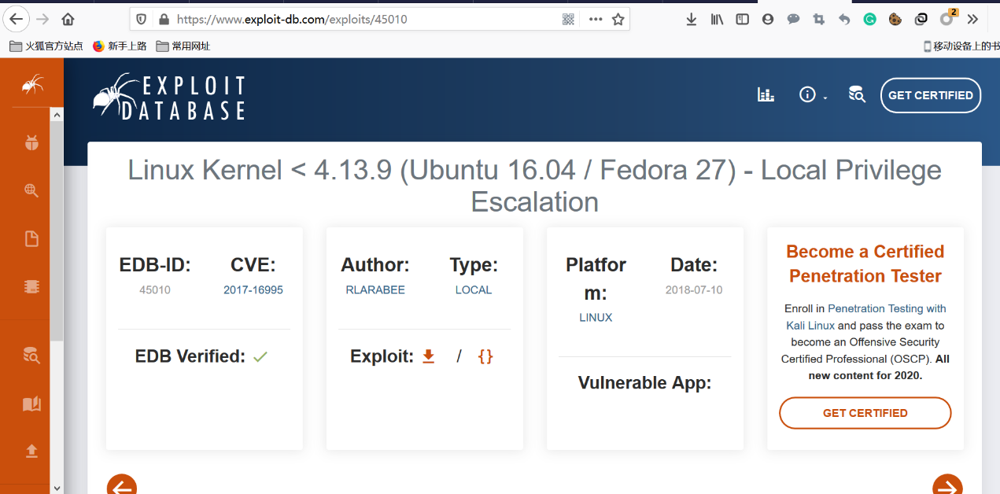 https://www.exploit-db.com/exploits/45010
2
火狐官方站点
新手上路
常用网址
移动设备上的书
EXPLOIT
DATABASE
GET CERTIFIED
Linux Kernel < 4.13.9 (Ubuntu 16.04 / Fedora 27) - Local Privilege
Escalation
EDB-ID:
45010
CVE:
2017-16995
EDB Verified:
Author:
RLARABEE
Type:
LOCAL
Exploit:
/
{}
Platfor
m:
LINUX
Date:
2018-07-10
Vulnerable App:
Become a Certified
Penetration Tester
Enroll in Penetration Testing with
Kali Linux and pass the exam to
become an Offensive Security
Certified Professional (OSCP). All
new content for 2020.
GET CERTIFIED